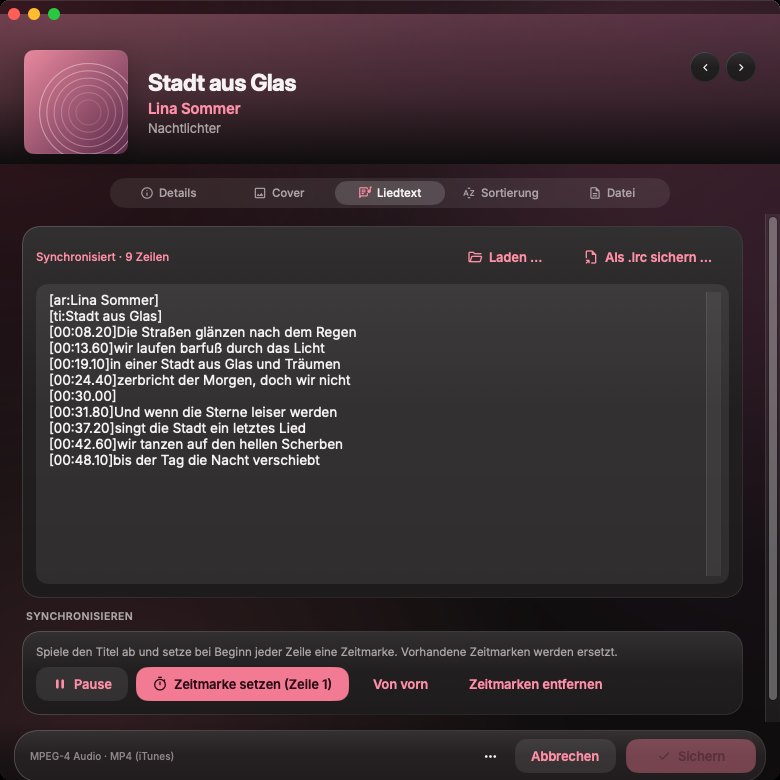 Stadt aus Glas
Lina Sommer
Nachtlichter
Details
Cover
Liedtext
Sortierung
Datei
Synchronisiert · 9 Zeilen
Laden ...
Als .lrc sichern ...
[ar:Lina Sommer]
[ti:Stadt aus Glas]
[00:08.20]Die Straßen glänzen nach dem Regen
[00:13.60]wir laufen barfuß durch das Licht
[00:19.10]in einer Stadt aus Glas und Träumen
[00:24.40]zerbricht der Morgen, doch wir nicht
[00:30.00]
[00:31.80]Und wenn die Sterne leiser werden
[00:37.20]singt die Stadt ein letztes Lied
[00:42.60]wir tanzen auf den hellen Scherben
[00:48.10]bis der Tag die Nacht verschiebt
SYNCHRONISIEREN
Spiele den Titel ab und setze bei Beginn jeder Zeile eine Zeitmarke. Vorhandene Zeitmarken werden ersetzt.
Pause
Zeitmarke setzen (Zeile 1)
Von vorn
Zeitmarken entfernen
MPEG-4 Audio · MP4 (iTunes)
Abbrechen
Sichern